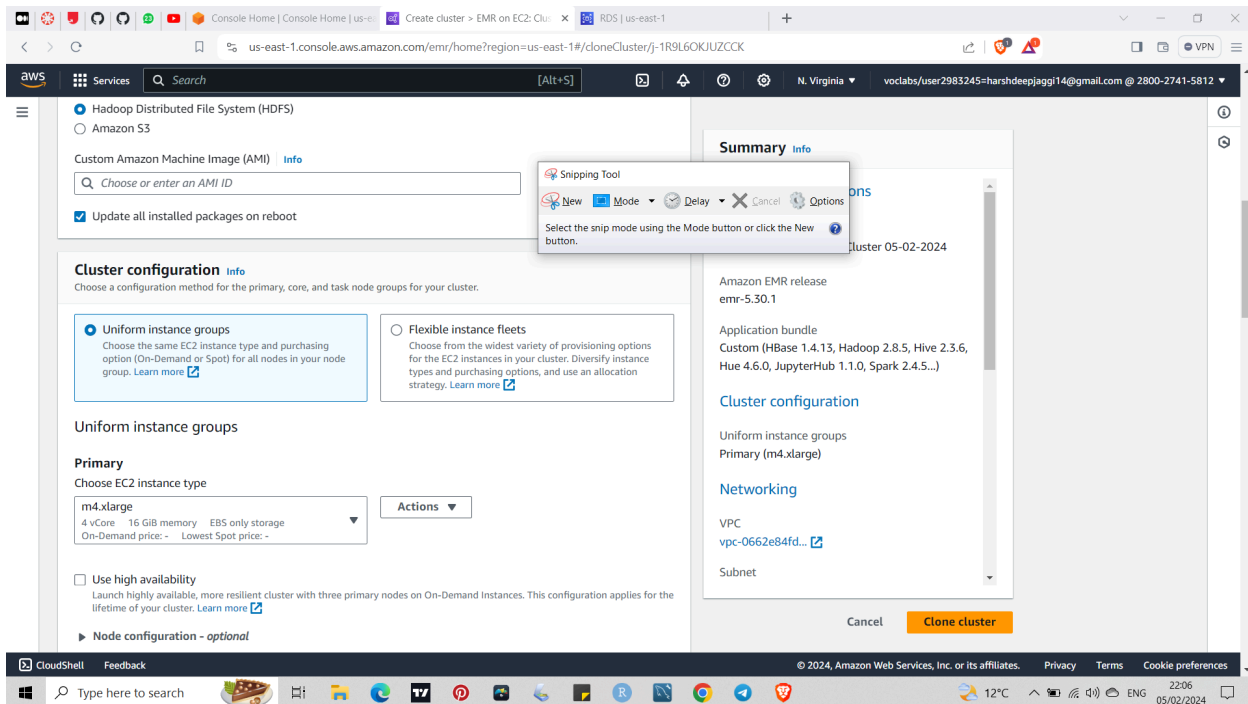 Console Home | Console Home | us-e
Create cluster > EMR on EC2: Clu
RDS | us-east-1
us-east-1.console.aws.amazon.com/emr/home?region=us-east-1#/cloneCluster/j-1R9L6OKJUZCCK
VPN
aws
Services
Search
[Alt+S]
N. Virginia
voclabs/user2983245=harshdeepjaggi14@gmail.com @ 2800-2741-5812
Hadoop Distributed File System (HDFS)
Amazon S3
Custom Amazon Machine Image (AMI) Info
Choose or enter an AMI ID
Update all installed packages on reboot
Cluster configuration Info
Choose a configuration method for the primary, core, and task node groups for your cluster.
Uniform instance groups
Choose the same EC2 instance type and purchasing
option (On-Demand or Spot) for all nodes in your node
group. Learn more
Flexible instance fleets
Choose from the widest variety of provisioning options
for the EC2 instances in your cluster. Diversify instance
types and purchasing options, and use an allocation
strategy. Learn more
Uniform instance groups
Primary
Choose EC2 instance type
m4.xlarge
4 vCore 16 GiB memory EBS only storage
On-Demand price: - Lowest Spot price: -
Actions
Use high availability
Launch highly available, more resilient cluster with three primary nodes on On-Demand Instances. This configuration applies for the
lifetime of your cluster. Learn more
Node configuration - optional
Snipping Tool
New Mode Delay Cancel Options
Select the snip mode using the Mode button or click the New
button.
Summary Info
ons
Cluster 05-02-2024
Amazon EMR release
emr-5.30.1
Application bundle
Custom (HBase 1.4.13, Hadoop 2.8.5, Hive 2.3.6,
Hue 4.6.0, JupyterHub 1.1.0, Spark 2.4.5...)
Cluster configuration
Uniform instance groups
Primary (m4.xlarge)
Networking
VPC
vpc-0662e84fd...
Subnet
Cancel
Clone cluster
CloudShell
Feedback
© 2024, Amazon Web Services, Inc. or its affiliates.
Privacy
Terms
Cookie preferences
Type here to search
12°C
ENG
22:06
05/02/2024